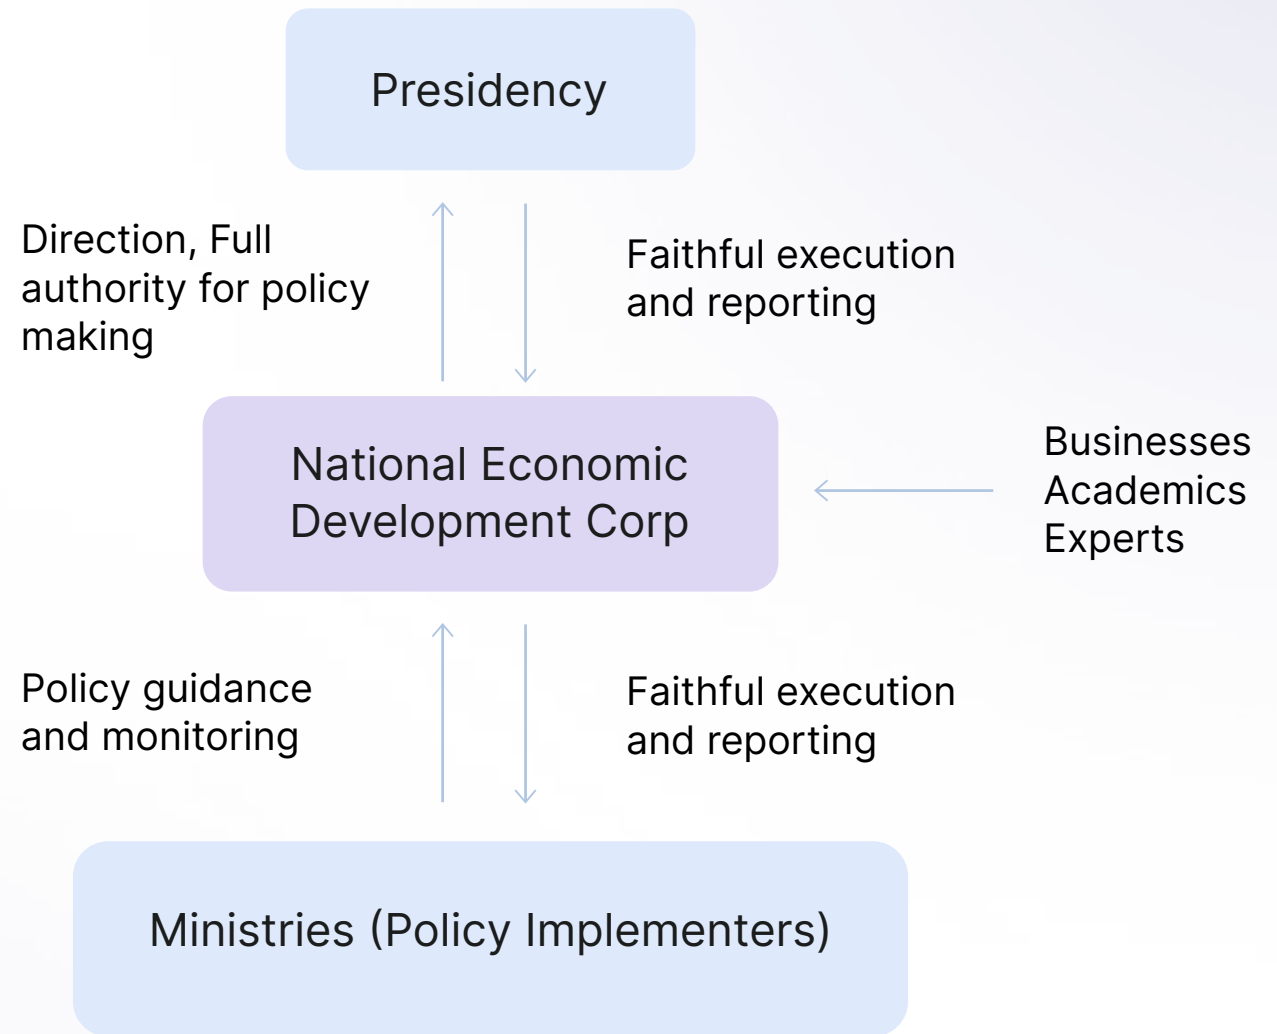 Presidency
Direction, Full
authority for policy
making
Faithful execution
and reporting
National Economic
Development Corp
Businesses
Academics
Experts
Policy guidance
and monitoring
Faithful execution
and reporting
Ministries (Policy Implementers)